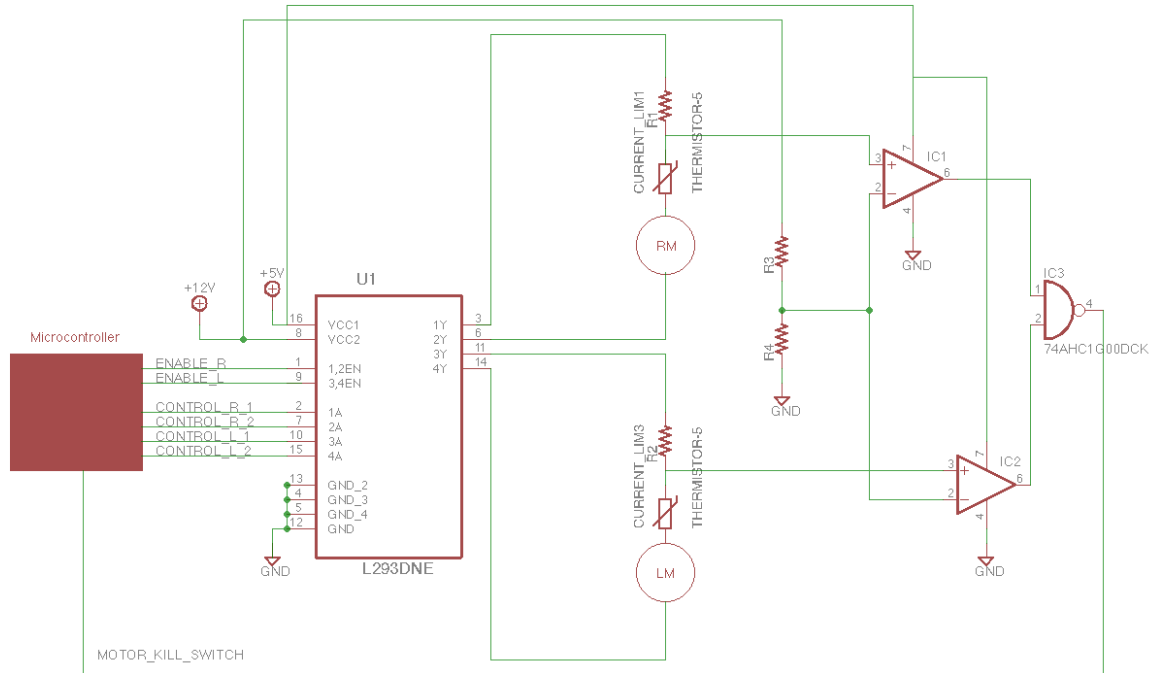 +12V
+5V
U1
16
VCC1
8
VCC2
1
1,2EN
9
3,4EN
2
1A
7
2A
10
3A
15
4A
13
GND_2
4
GND_3
5
GND_4
12
GND
1Y
3
2Y
6
3Y
11
4Y
14
L293DNE
GND
Microcontroller
ENABLE_R
ENABLE_L
CONTROL_R_1
CONTROL_R_2
CONTROL_L_1
CONTROL_L_2
MOTOR_KILL_SWITCH
CURRENT_LIM1
R1
THERMISTOR-5
RM
CURRENT_LIM3
R2
THERMISTOR-5
LM
R3
R4
GND
IC1
3
+
2
-
7
4
6
GND
IC2
3
+
2
-
7
4
6
GND
IC3
1
2
4
74AHC1G00DCK